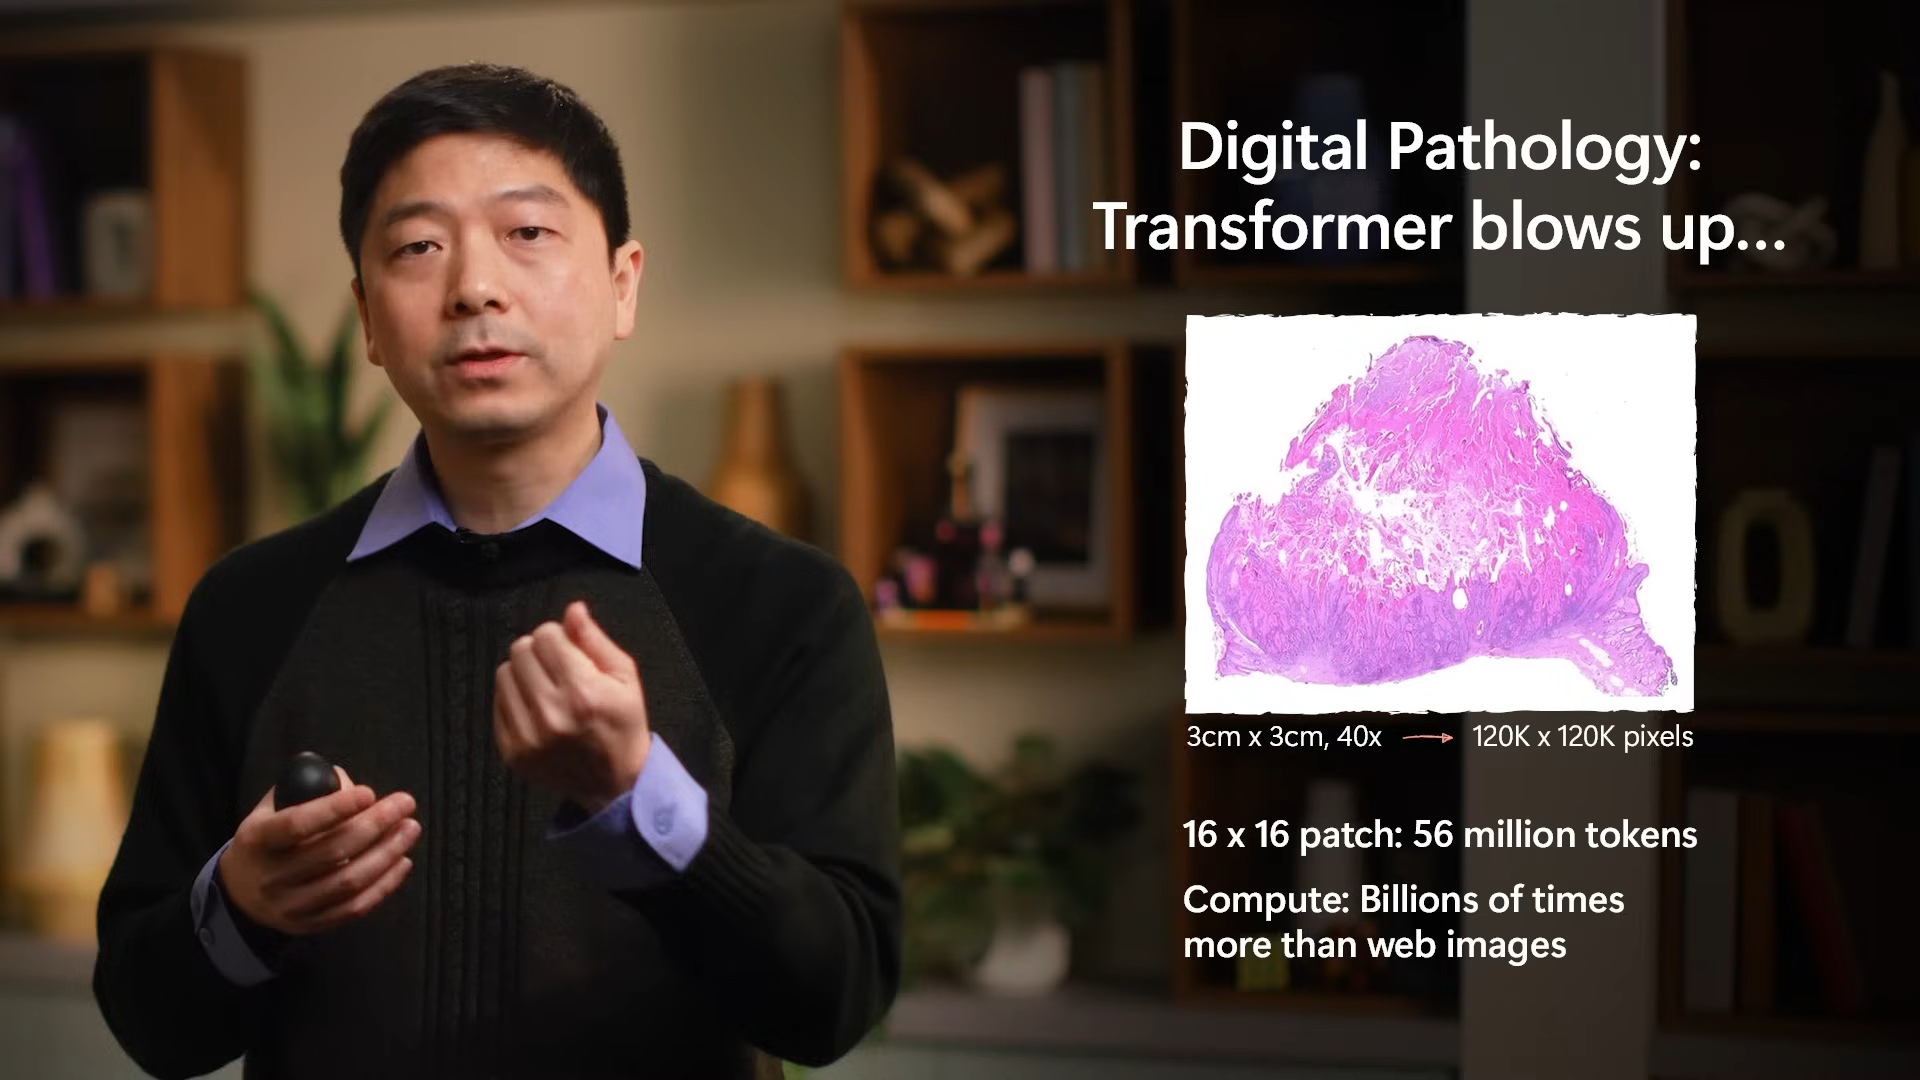 Digital Pathology:
Transformer blows up...
3cm x 3cm, 40x → 120K x 120K pixels
16 x 16 patch: 56 million tokens
Compute: Billions of times
more than web images